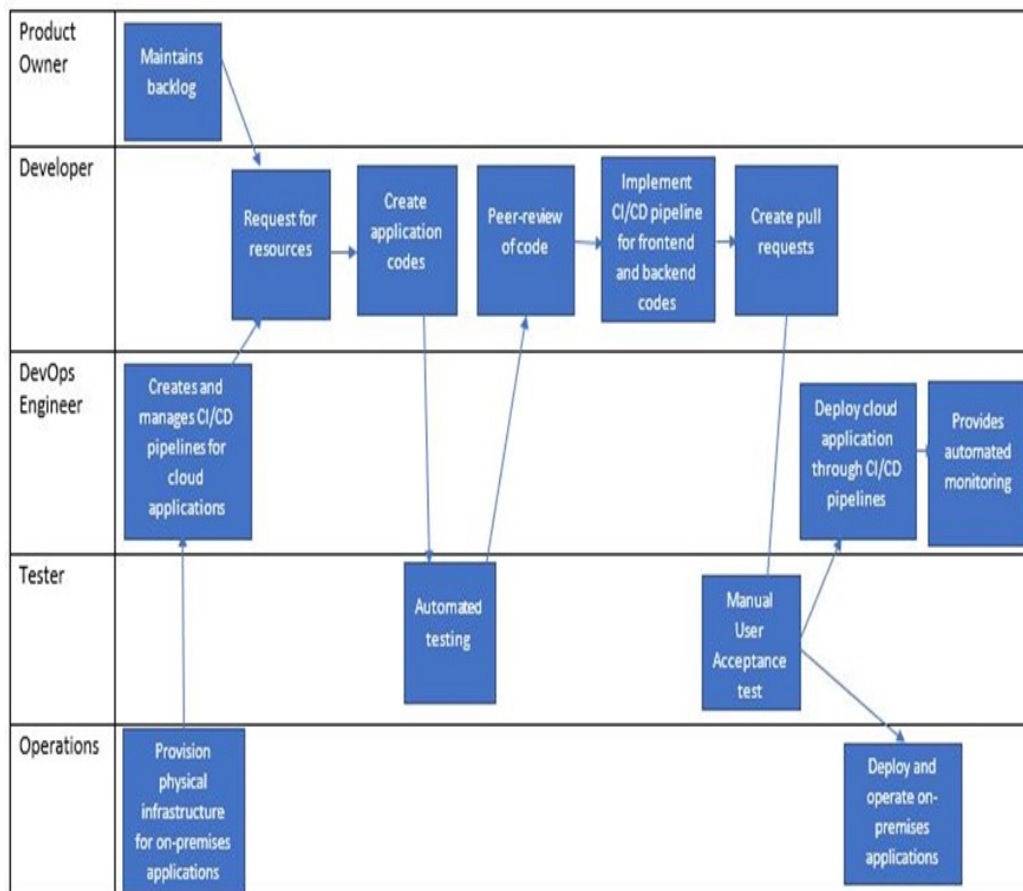 Product
Owner
Maintains
backlog
Developer
Request for
resources
Create
application
codes
Peer-review
of code
Implement
CI/CD pipeline
for frontend
and backend
codes
Create pull
requests
DevOps
Engineer
Creates and
manages CI/CD
pipelines for
cloud
applications
Deploy cloud
application
through CI/CD
pipelines
Provides
automated
monitoring
Tester
Automated
testing
Manual
User
Acceptance
test
Operations
Provision
physical
infrastructure
for on-premises
applications
Deploy and
operate on-
premises
applications